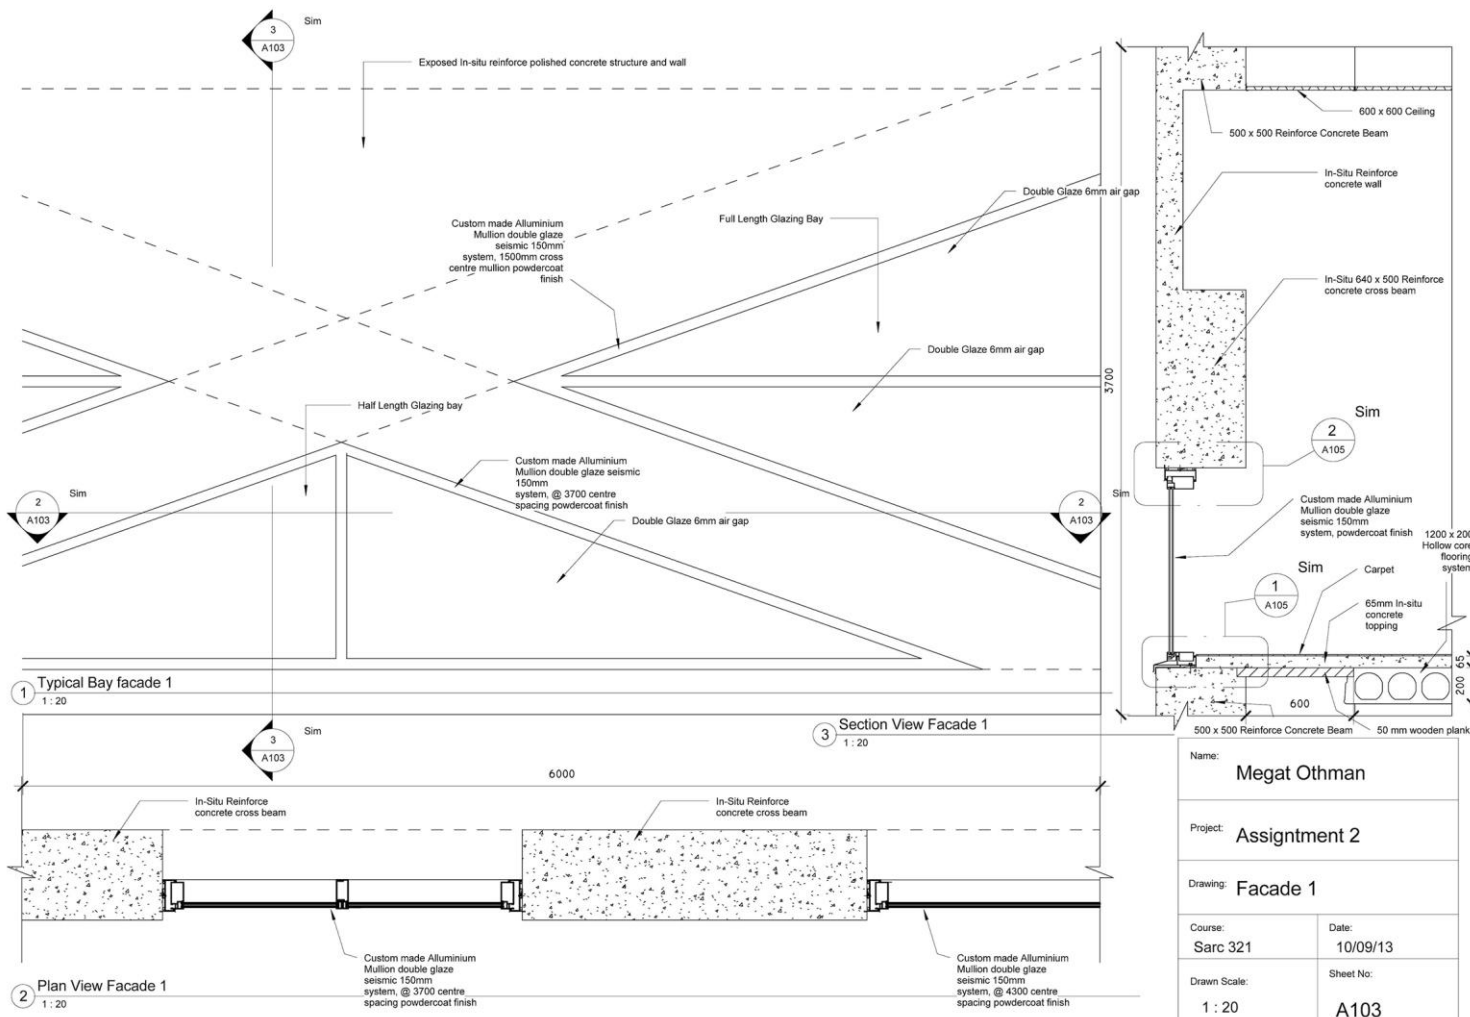 3
A103
Sim
Exposed In-situ reinforce polished concrete structure and wall
600 x 600 Ceiling
500 x 500 Reinforce Concrete Beam
In-Situ Reinforce
concrete wall
Double Glaze 6mm air gap
Full Length Glazing Bay
Custom made Alluminium
Mullion double glaze
seismic 150mm
system, 1500mm cross
centre mullion powdercoat
finish
In-Situ 640 x 500 Reinforce
concrete cross beam
Double Glaze 6mm air gap
3700
Half Length Glazing bay
Sim
2
A105
Custom made Alluminium
Mullion double glaze seismic
150mm
system, @ 3700 centre
spacing powdercoat finish
Sim
2
A103
Sim
2
A103
Custom made Alluminium
Mullion double glaze
seismic 150mm
system, powdercoat finish
Double Glaze 6mm air gap
1200 x 200
Hollow core
flooring
system
Sim
1
A105
Carpet
65mm In-situ
concrete
topping
65
200
600
1 Typical Bay facade 1
1 : 20
3 Section View Facade 1
1 : 20
500 x 500 Reinforce Concrete Beam
50 mm wooden plank
3
A103
Sim
6000
In-Situ Reinforce
concrete cross beam
In-Situ Reinforce
concrete cross beam
Custom made Alluminium
Mullion double glaze
seismic 150mm
system, @ 3700 centre
spacing powdercoat finish
Custom made Alluminium
Mullion double glaze
seismic 150mm
system, @ 4300 centre
spacing powdercoat finish
2 Plan View Facade 1
1 : 20
Name: Megat Othman
Project: Assigntment 2
Drawing: Facade 1
Course:
Sarc 321
Date:
10/09/13
Drawn Scale:
1 : 20
Sheet No:
A103